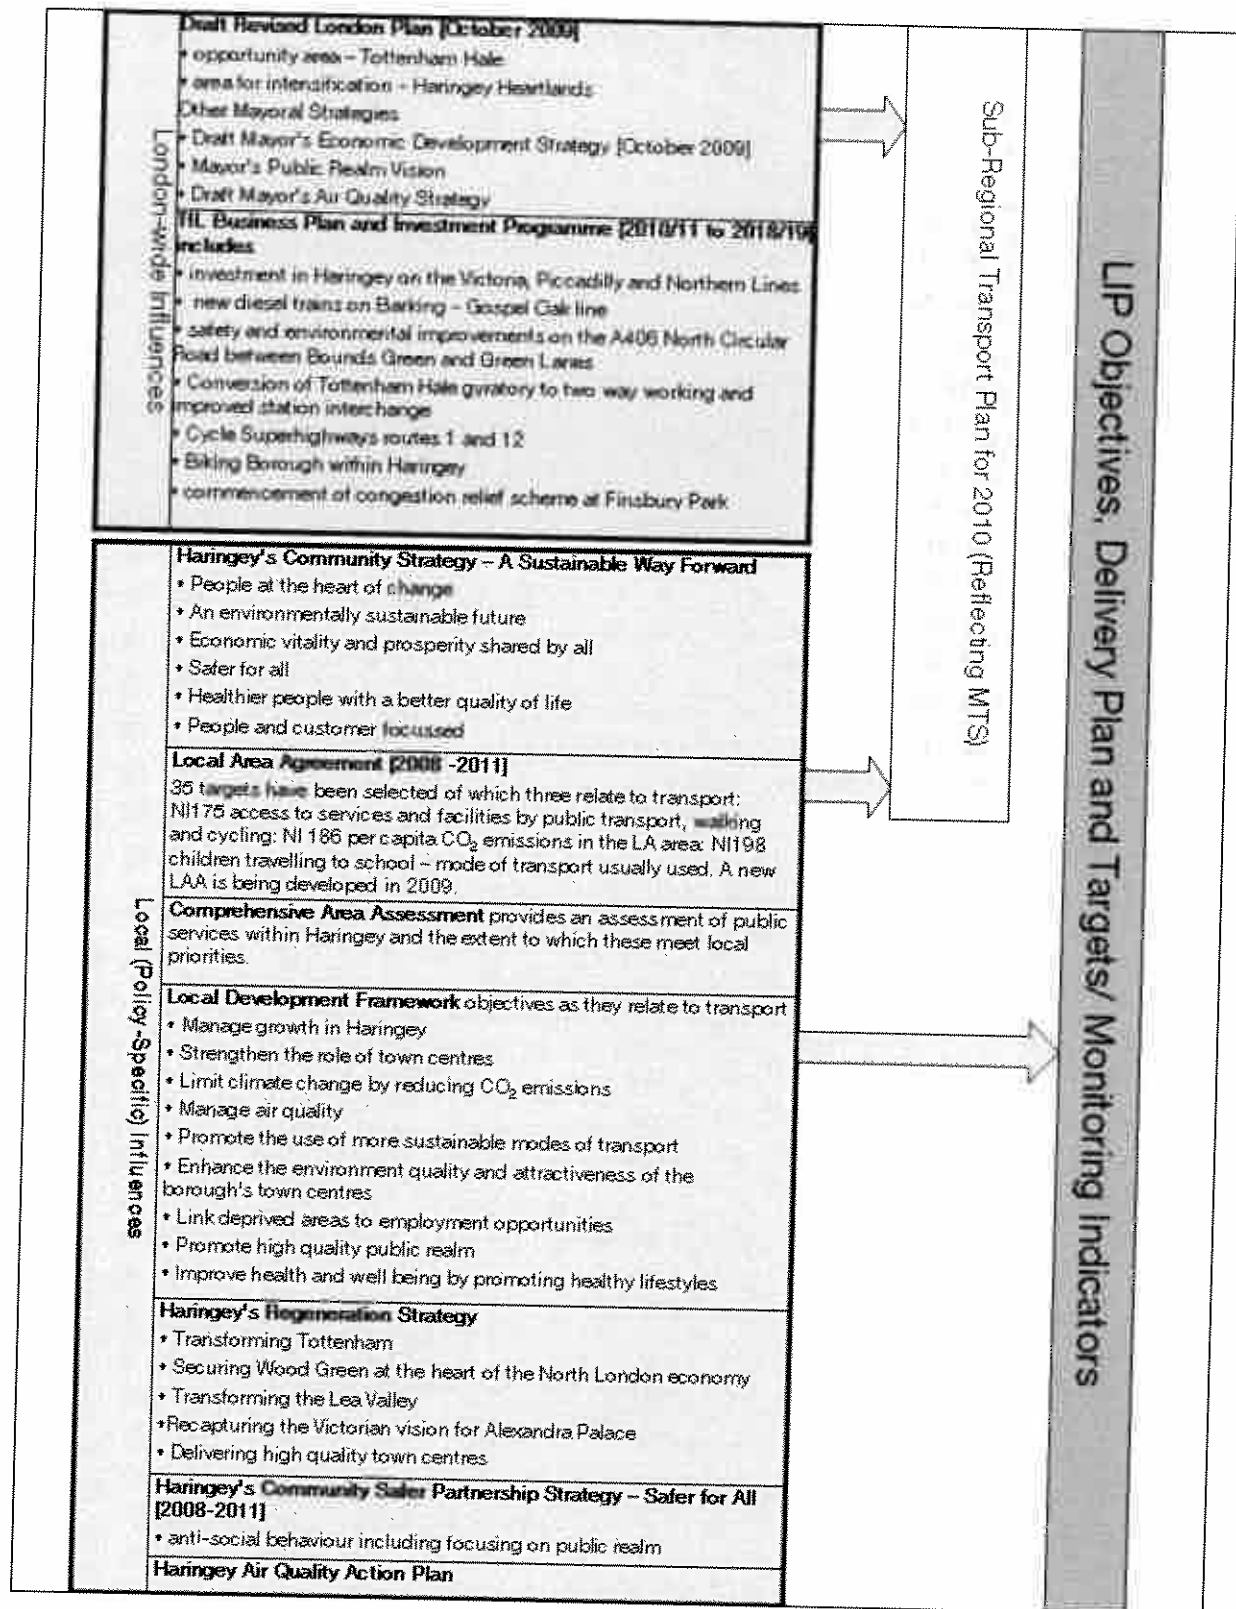 Draft Revised London Plan [October 2009]
• opportunity area – Tottenham Hale
• area for intensification - Haringey Heartlands
Other Mayoral Strategies
• Draft Mayor's Economic Development Strategy [October 2009]
• Mayor's Public Realm Vision
• Draft Mayor's Air Quality Strategy
TfL Business Plan and Investment Programme [2010/11 to 2018/19]
includes
• investment in Haringey on the Victoria, Piccadilly and Northern Lines
• new diesel trains on Barking – Gospel Oak line
• safety and environmental improvements on the A406 North Circular
Road between Bounds Green and Green Lanes
• Conversion of Tottenham Hale gyratory to two way working and
improved station interchange
• Cycle Superhighways routes 1 and 12
• Biking Borough within Haringey
• commencement of congestion relief scheme at Finsbury Park
London-wide Influences
Haringey's Community Strategy – A Sustainable Way Forward
• People at the heart of change
• An environmentally sustainable future
• Economic vitality and prosperity shared by all
• Safer for all
• Healthier people with a better quality of life
• People and customer focussed
Local Area Agreement [2008 -2011]
35 targets have been selected of which three relate to transport:
NI175 access to services and facilities by public transport, walking
and cycling: NI 186 per capita CO₂ emissions in the LA area: NI198
children travelling to school – mode of transport usually used. A new
LAA is being developed in 2009.
Comprehensive Area Assessment provides an assessment of public
services within Haringey and the extent to which these meet local
priorities.
Local Development Framework objectives as they relate to transport
• Manage growth in Haringey
• Strengthen the role of town centres
• Limit climate change by reducing CO₂ emissions
• Manage air quality
• Promote the use of more sustainable modes of transport
• Enhance the environment quality and attractiveness of the
borough's town centres
• Link deprived areas to employment opportunities
• Promote high quality public realm
• Improve health and well being by promoting healthy lifestyles
Haringey's Regeneration Strategy
• Transforming Tottenham
• Securing Wood Green at the heart of the North London economy
• Transforming the Lea Valley
•Recapturing the Victorian vision for Alexandra Palace
• Delivering high quality town centres
Haringey's Community Safer Partnership Strategy – Safer for All
[2008-2011]
• anti-social behaviour including focusing on public realm
Haringey Air Quality Action Plan
Local (Policy-Specific) Influences
Sub-Regional Transport Plan for 2010 (Reflecting MTS)
LIP Objectives, Delivery Plan and Targets/ Monitoring Indicators